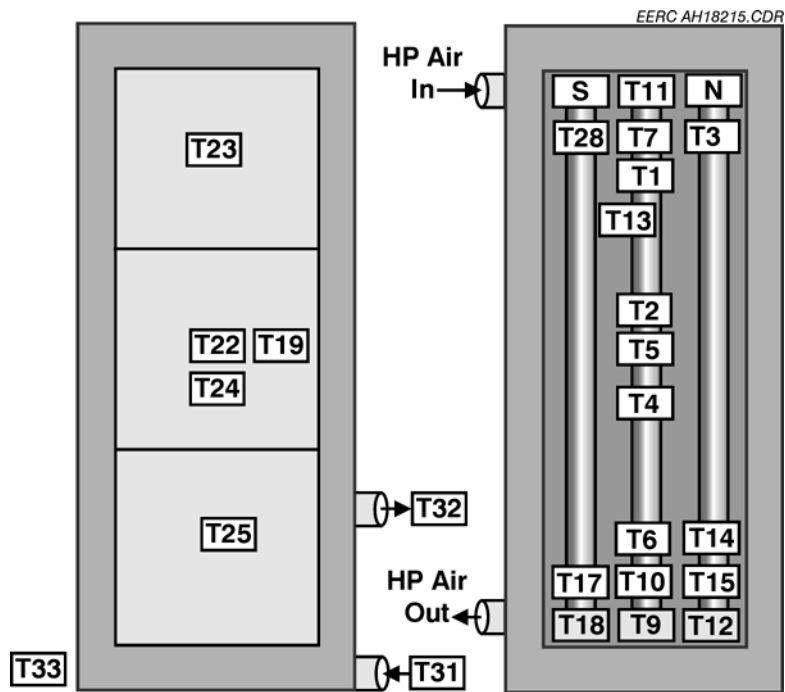 EERC AH18215.CDR
T23
T22 T19
T24
T25
T32
T31
T33
HP Air
In
HP Air
Out
S T11 N
T28 T7 T3
T1
T13
T2
T5
T4
T6 T14
T17 T10 T15
T18 T9 T12